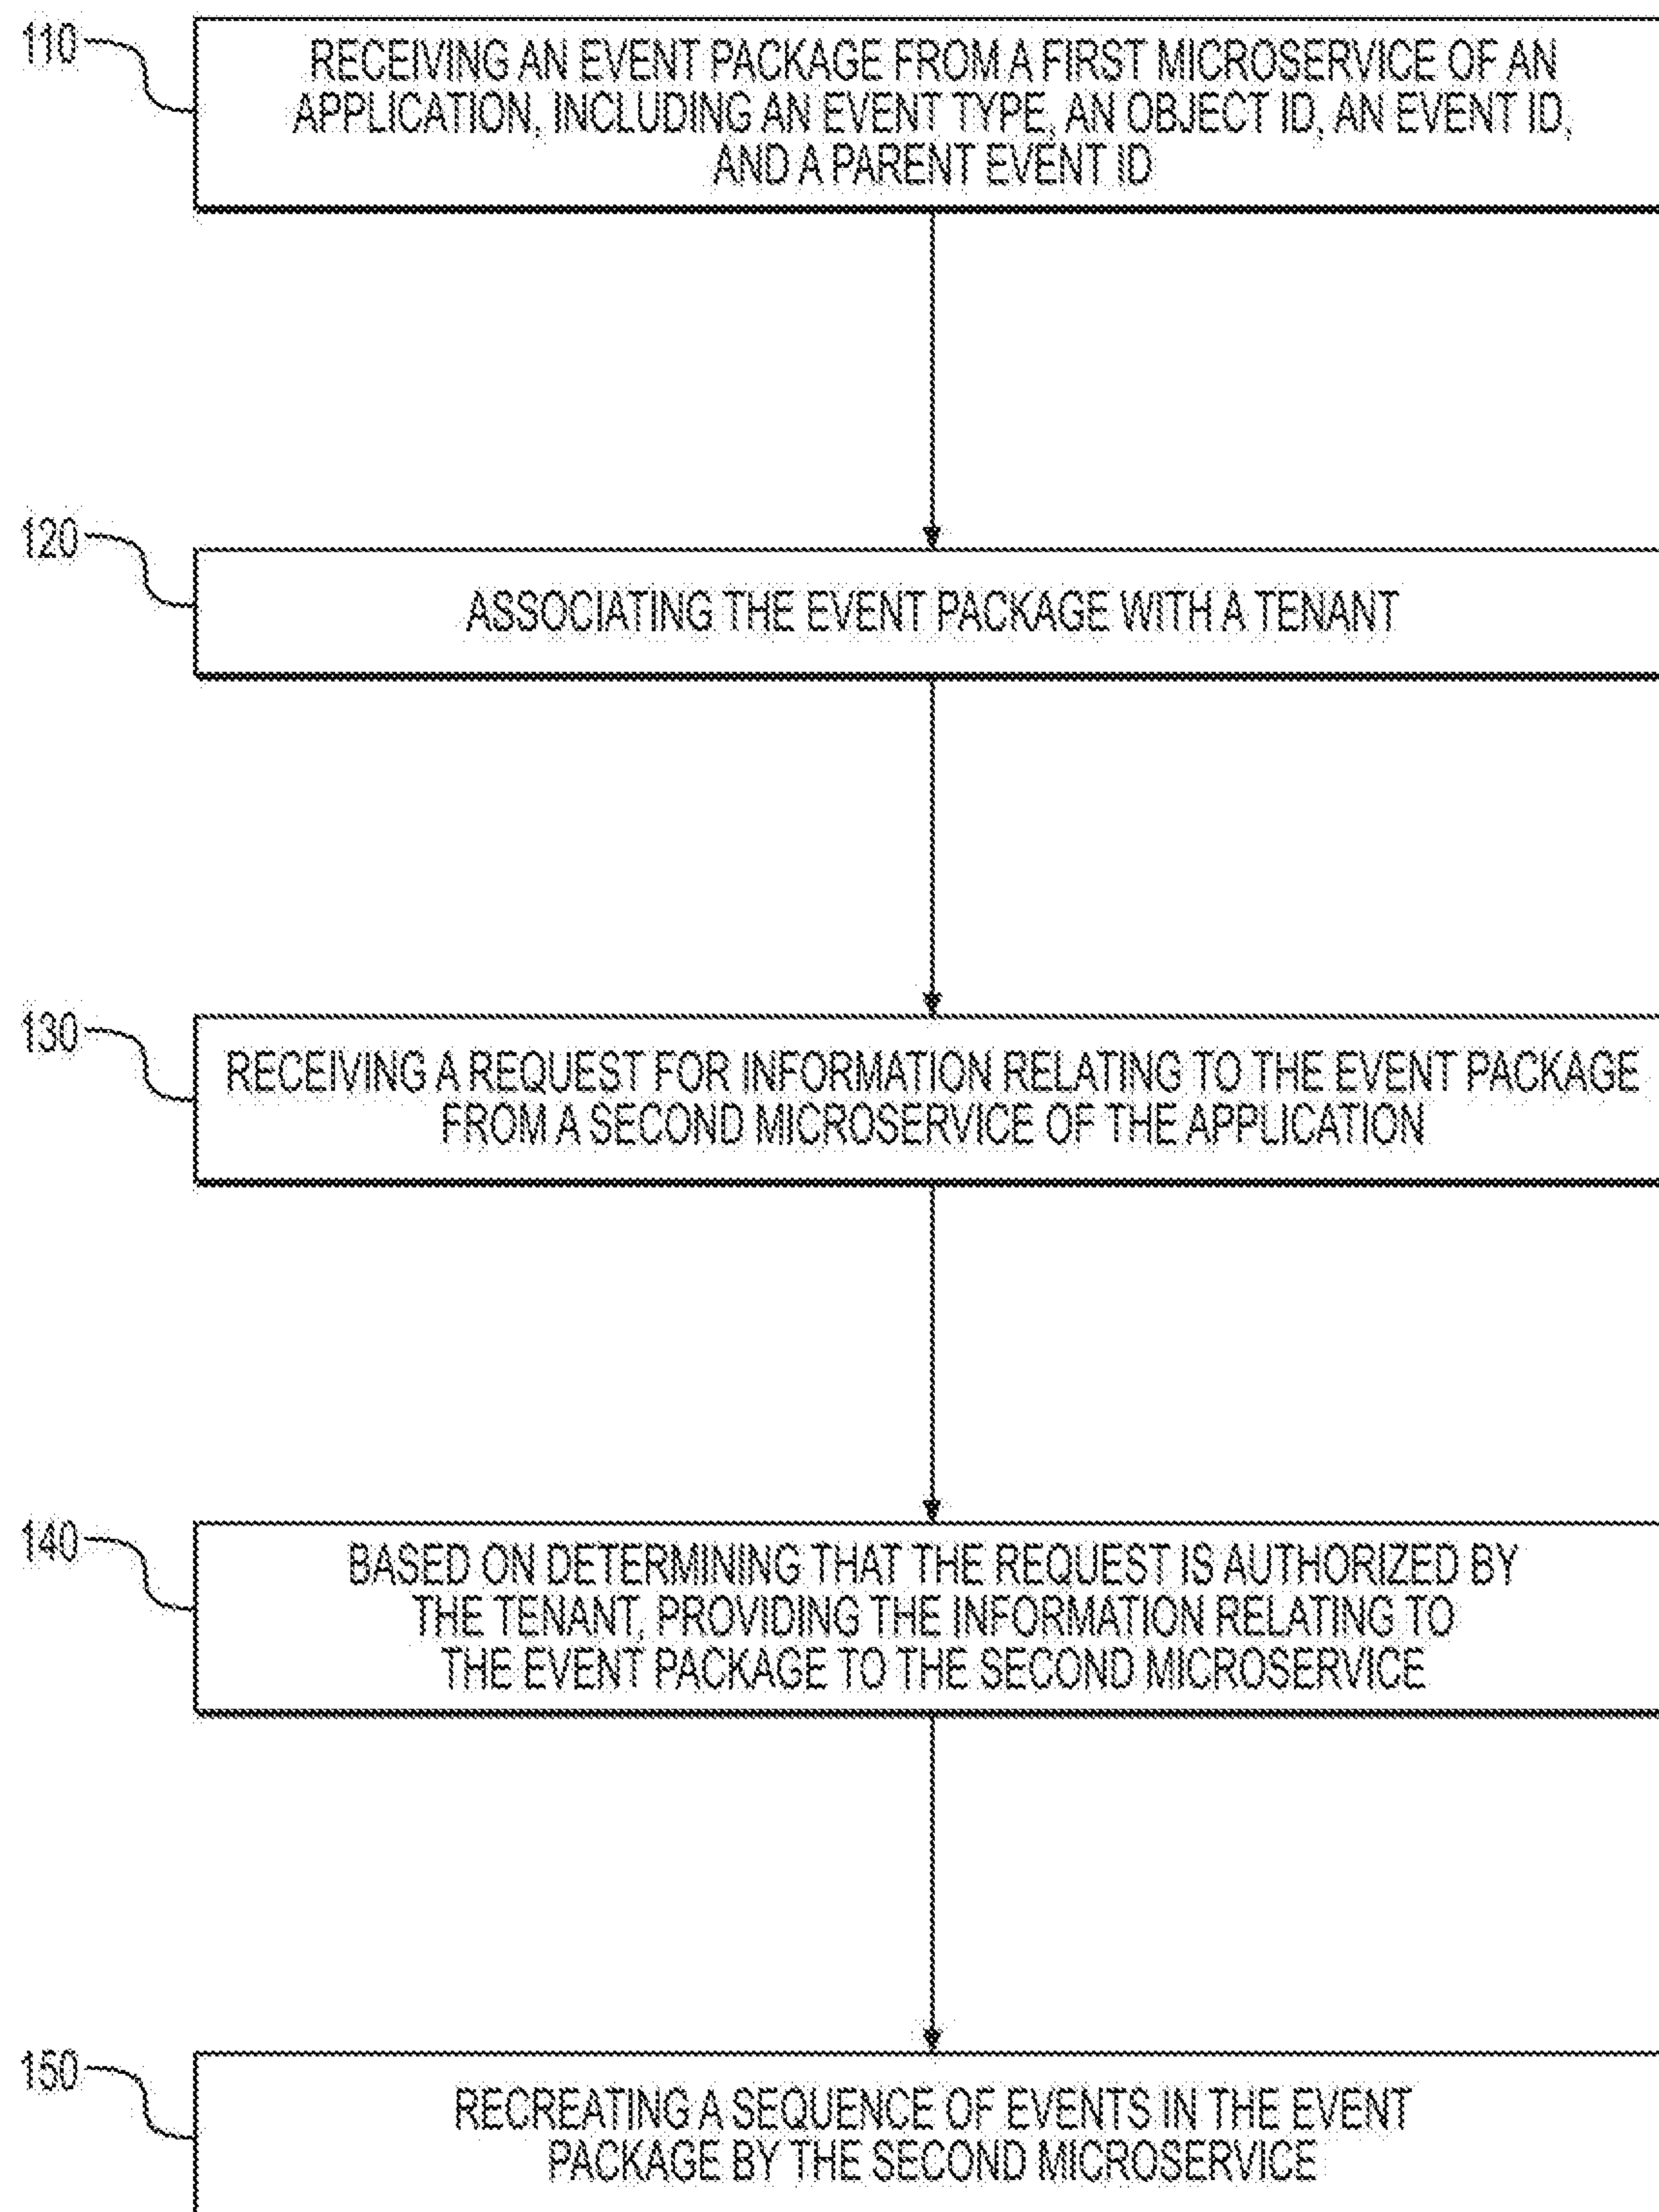 110
RECEIVING AN EVENT PACKAGE FROM A FIRST MICROSERVICE OF AN
APPLICATION, INCLUDING AN EVENT TYPE, AN OBJECT ID, AN EVENT ID,
AND A PARENT EVENT ID
120
ASSOCIATING THE EVENT PACKAGE WITH A TENANT
130
RECEIVING A REQUEST FOR INFORMATION RELATING TO THE EVENT PACKAGE
FROM A SECOND MICROSERVICE OF THE APPLICATION
140
BASED ON DETERMINING THAT THE REQUEST IS AUTHORIZED BY
THE TENANT, PROVIDING THE INFORMATION RELATING TO
THE EVENT PACKAGE TO THE SECOND MICROSERVICE
150
RECREATING A SEQUENCE OF EVENTS IN THE EVENT
PACKAGE BY THE SECOND MICROSERVICE